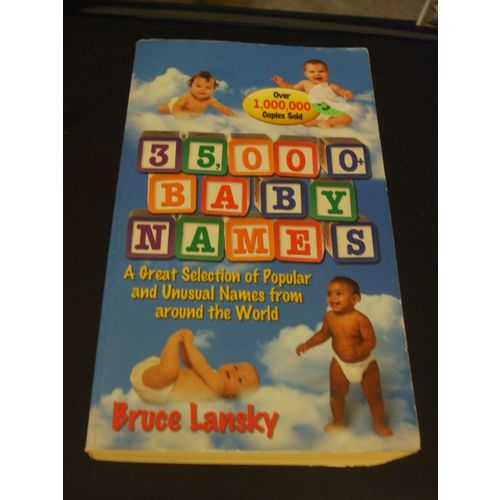 Over
1,000,000
Copies Sold
35,000+
BABY
NAMES
A Great Selection of Popular
and Unusual Names from
around the World
Bruce Lansky